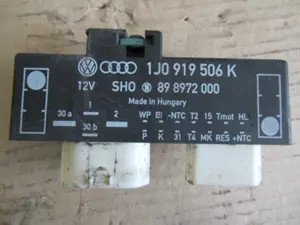 1J0 919 506 K
12V SHO 89 8972 000
Made in Hungary
1
30 a 2
30 b
WP EI -NTC T2 15 Tmot HL
P K 31 T4 MK RES +NTC